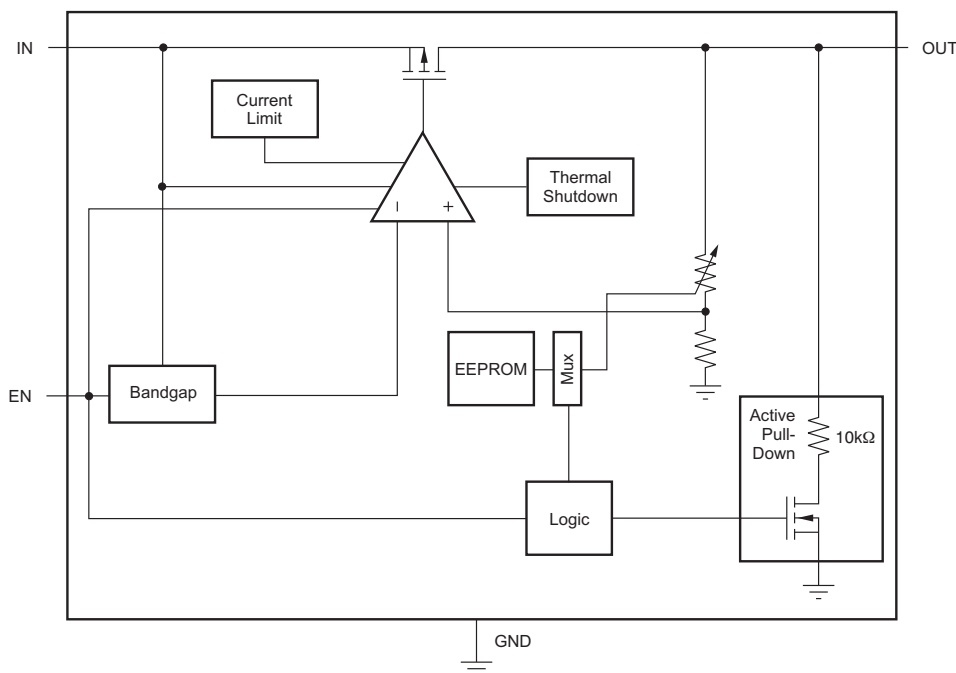 IN
OUT
Current
Limit
Thermal
Shutdown
–
+
EEPROM
Mux
EN
Bandgap
Active
Pull-
Down
10kΩ
Logic
GND